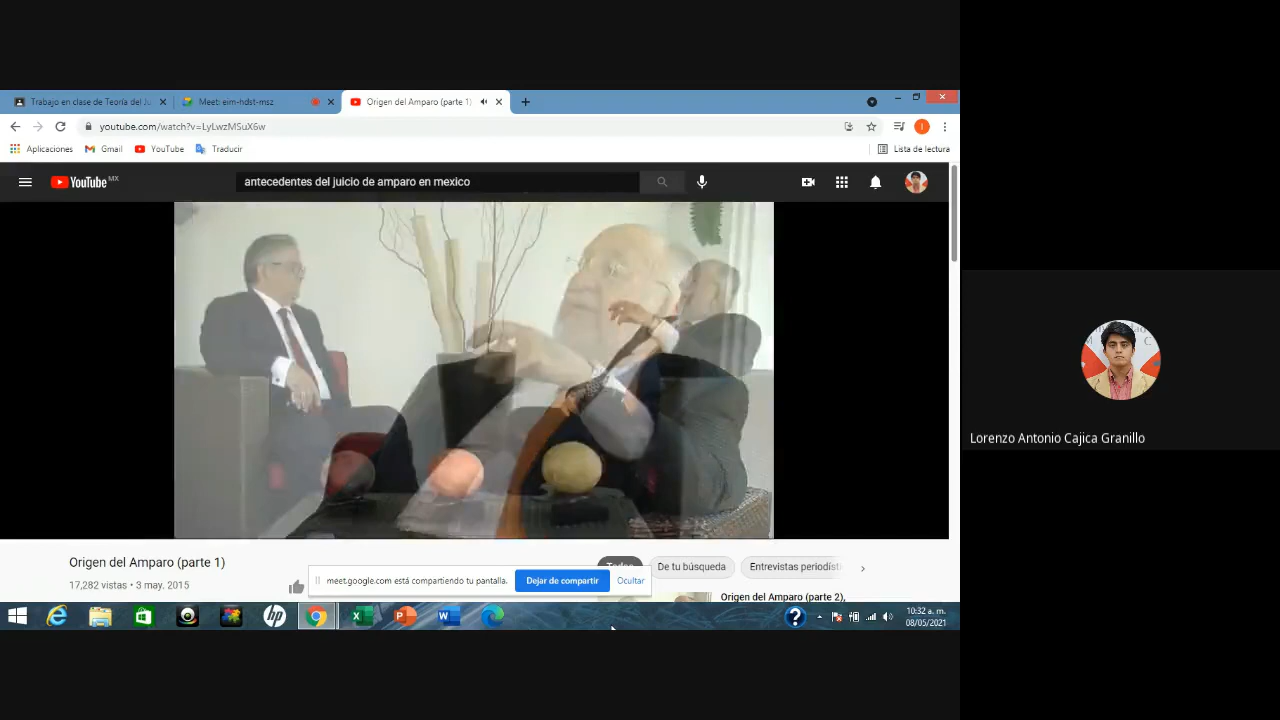 Trabajo en clase de Teoría del Ju
Meet: eim-hdst-msz
Origen del Amparo (parte 1)
youtube.com/watch?v=LyLwzMSuX6w
Aplicaciones
Gmail
YouTube
Traducir
Lista de lectura
YouTube MX
antecedentes del juicio de amparo en mexico
Lorenzo Antonio Cajica Granillo
Origen del Amparo (parte 1)
17,282 vistas • 3 may. 2015
Todos
De tu búsqueda
Entrevistas periodísti
meet.google.com está compartiendo tu pantalla.
Dejar de compartir
Ocultar
Origen del Amparo (parte 2),
10:32 a. m.
08/05/2021